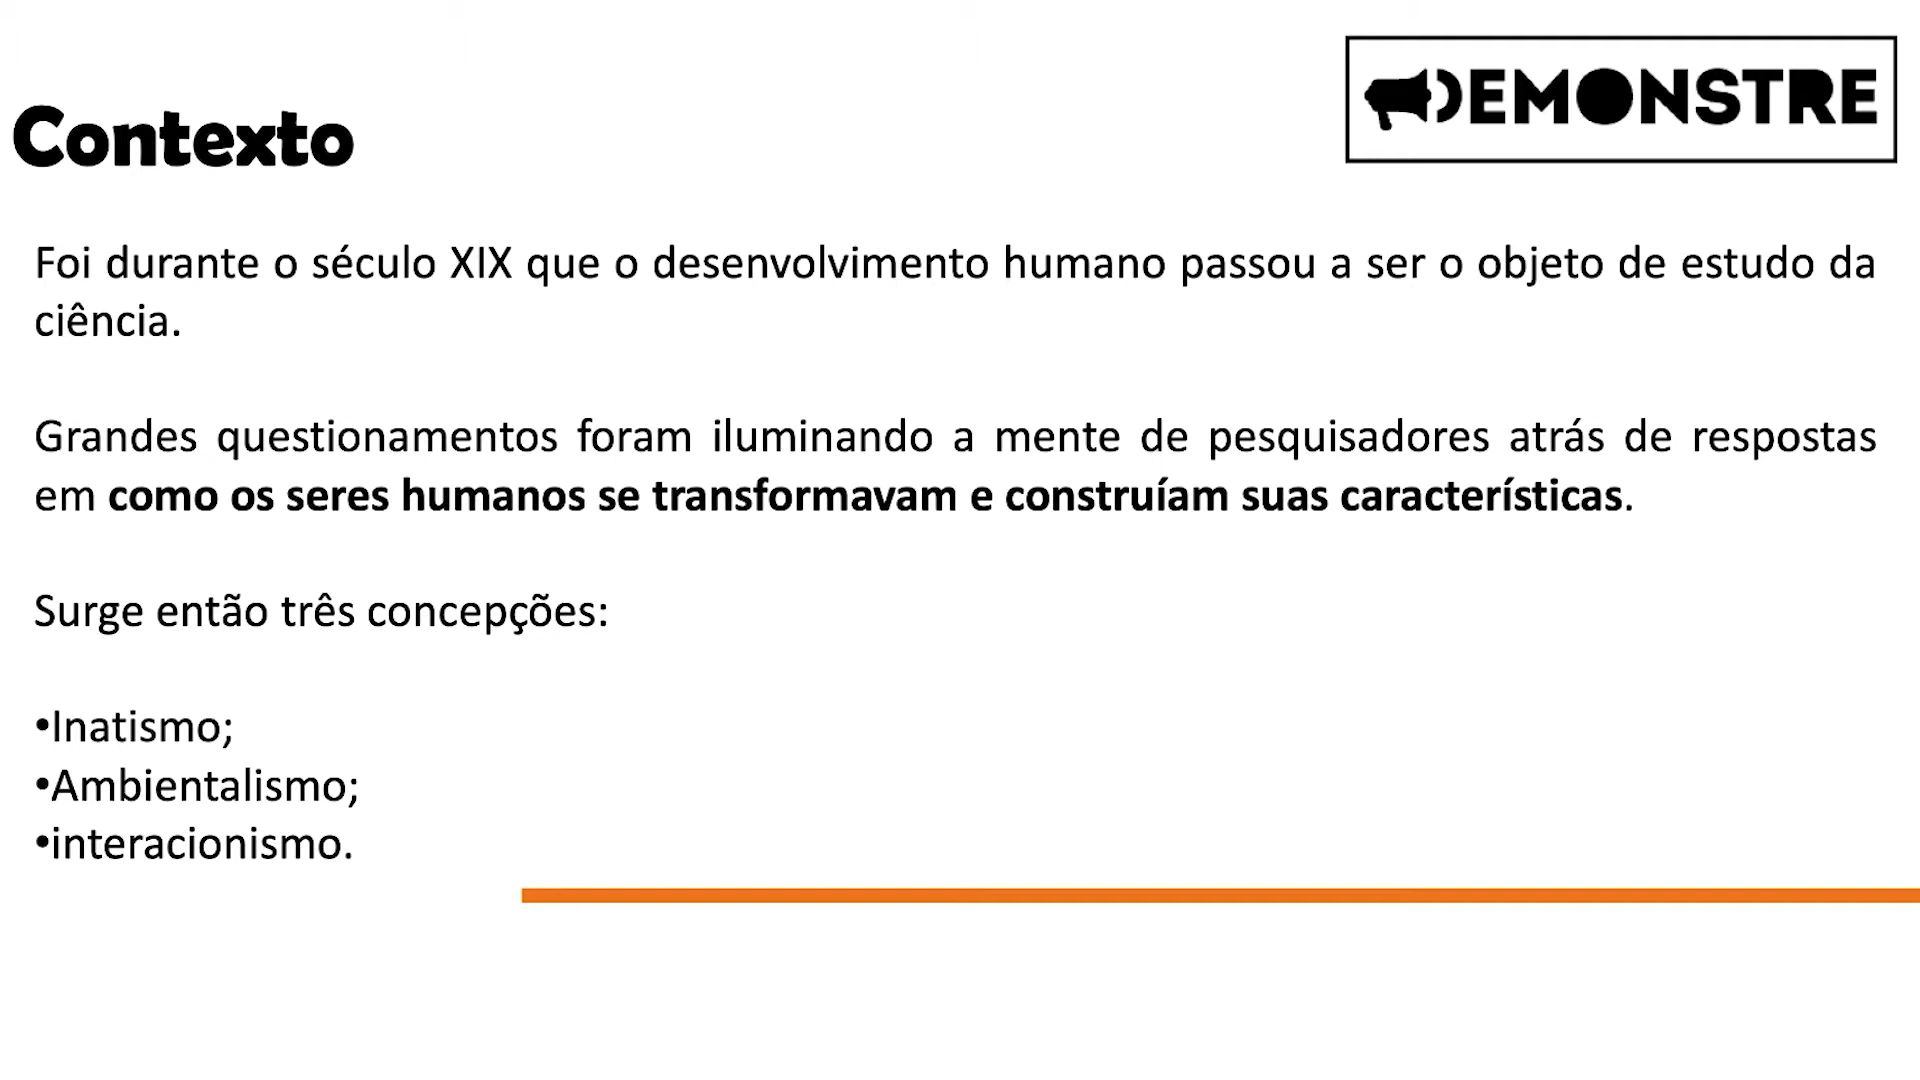 DEMONSTRE
Contexto
Foi durante o século XIX que o desenvolvimento humano passou a ser o objeto de estudo da
ciência.
Grandes questionamentos foram iluminando a mente de pesquisadores atrás de respostas
em como os seres humanos se transformavam e construíam suas características.
Surge então três concepções:
•Inatismo;
•Ambientalismo;
•interacionismo.